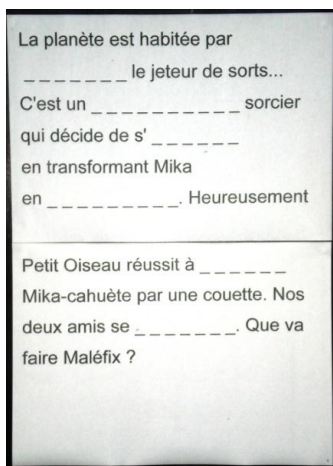 La planète est habitée par
_ _ _ _ _ _ _ le jeteur de sorts...
C'est un _ _ _ _ _ _ _ _ _ _ sorcier
qui décide de s'_ _ _ _ _ _
en transformant Mika
en _ _ _ _ _ _ _ _ _. Heureusement
Petit Oiseau réussit à _ _ _ _ _ _
Mika-cahuète par une couette. Nos
deux amis se _ _ _ _ _ _ _. Que va
faire Maléfix ?